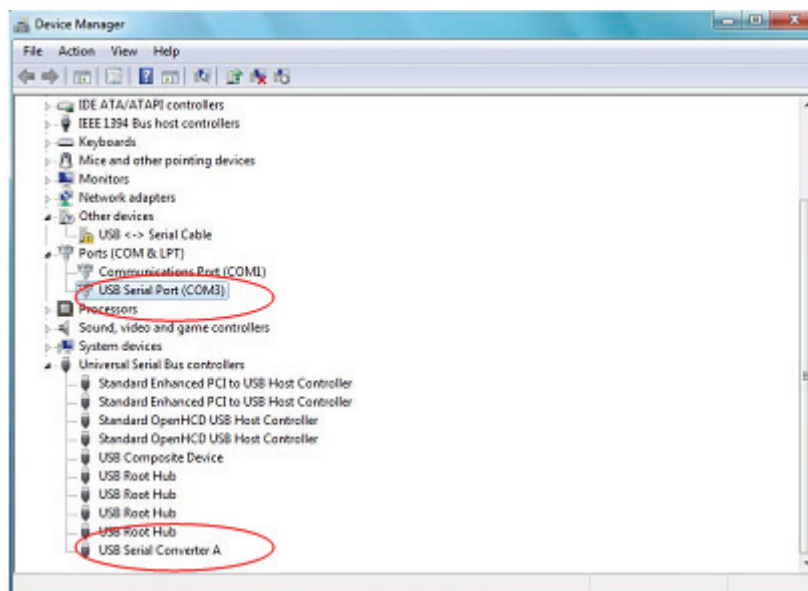 Device Manager
File Action View Help
IDE ATA/ATAPI controllers
IEEE 1394 Bus host controllers
Keyboards
Mice and other pointing devices
Monitors
Network adapters
Other devices
USB <-> Serial Cable
Ports (COM & LPT)
Communications Port (COM1)
USB Serial Port (COM3)
Processors
Sound, video and game controllers
System devices
Universal Serial Bus controllers
Standard Enhanced PCI to USB Host Controller
Standard Enhanced PCI to USB Host Controller
Standard OpenHCD USB Host Controller
Standard OpenHCD USB Host Controller
USB Composite Device
USB Root Hub
USB Root Hub
USB Root Hub
USB Root Hub
USB Serial Converter A